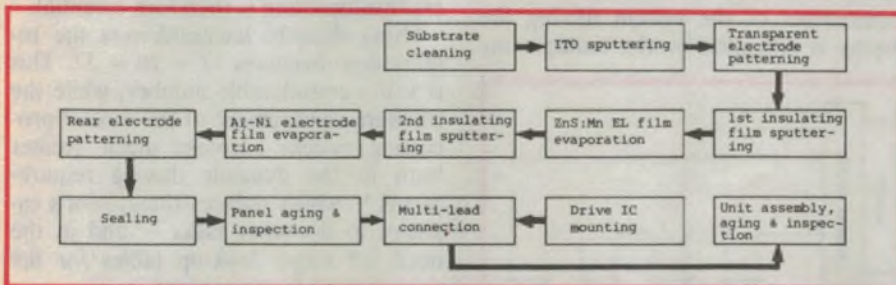 Substrate
cleaning
ITO sputtering
Transparent
electrode
patterning
Rear electrode
patterning
Aℓ-Ni electrode
film evapora-
tion
2nd insulating
film sputter-
ing
ZnS:Mn EL film
evaporation
1st insulating
film sputter-
ing
Sealing
Panel aging &
inspection
Multi-lead
connection
Drive IC
mounting
Unit assembly,
aging & inspec-
tion